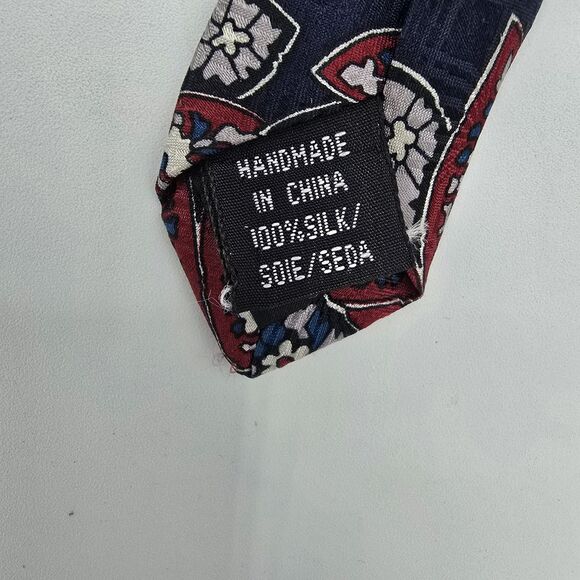 HANDMADE
IN CHINA
100%SILK/
SOIE/SEDA